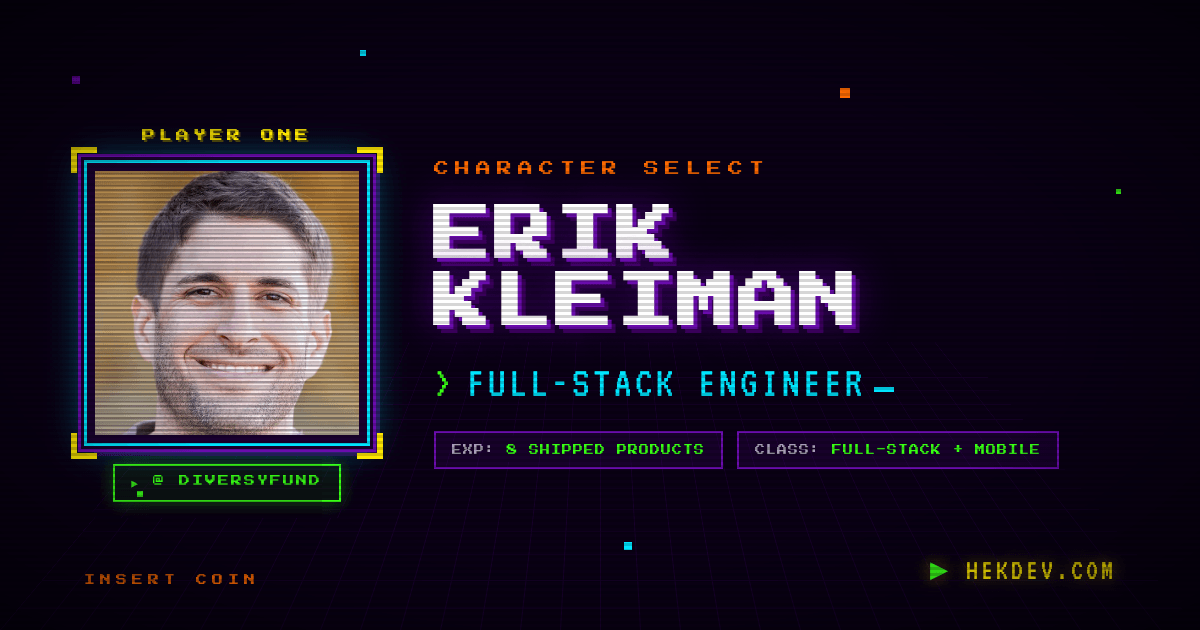 PLAYER ONE
@ DIVERSYFUND
CHARACTER SELECT
ERIK
KLEIMAN
FULL-STACK ENGINEER
EXP: 8 SHIPPED PRODUCTS
CLASS: FULL-STACK + MOBILE
INSERT COIN
HEKDEV.COM